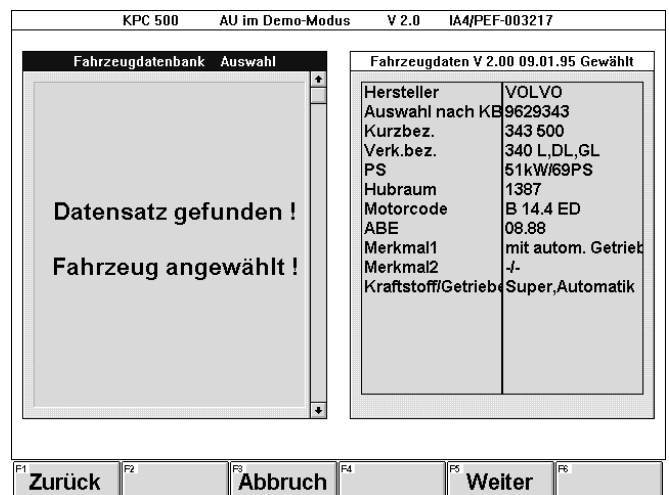 KPC 500 AU im Demo-Modus V 2.0 IA4/PEF-003217
Fahrzeugdatenbank Auswahl
Datensatz gefunden !
Fahrzeug angewählt !
Fahrzeugdaten V 2.00 09.01.95 Gewählt
Hersteller VOLVO
Auswahl nach KB 9629343
Kurzbez. 343 500
Verk.bez. 340 L,DL,GL
PS 51kW/69PS
Hubraum 1387
Motorcode B 14.4 ED
ABE 08.88
Merkmal1 mit autom. Getrieb
Merkmal2 -/-
Kraftstoff/Getriebe Super,Automatik
F1 Zurück F2 F3 Abbruch F4 F5 Weiter F6